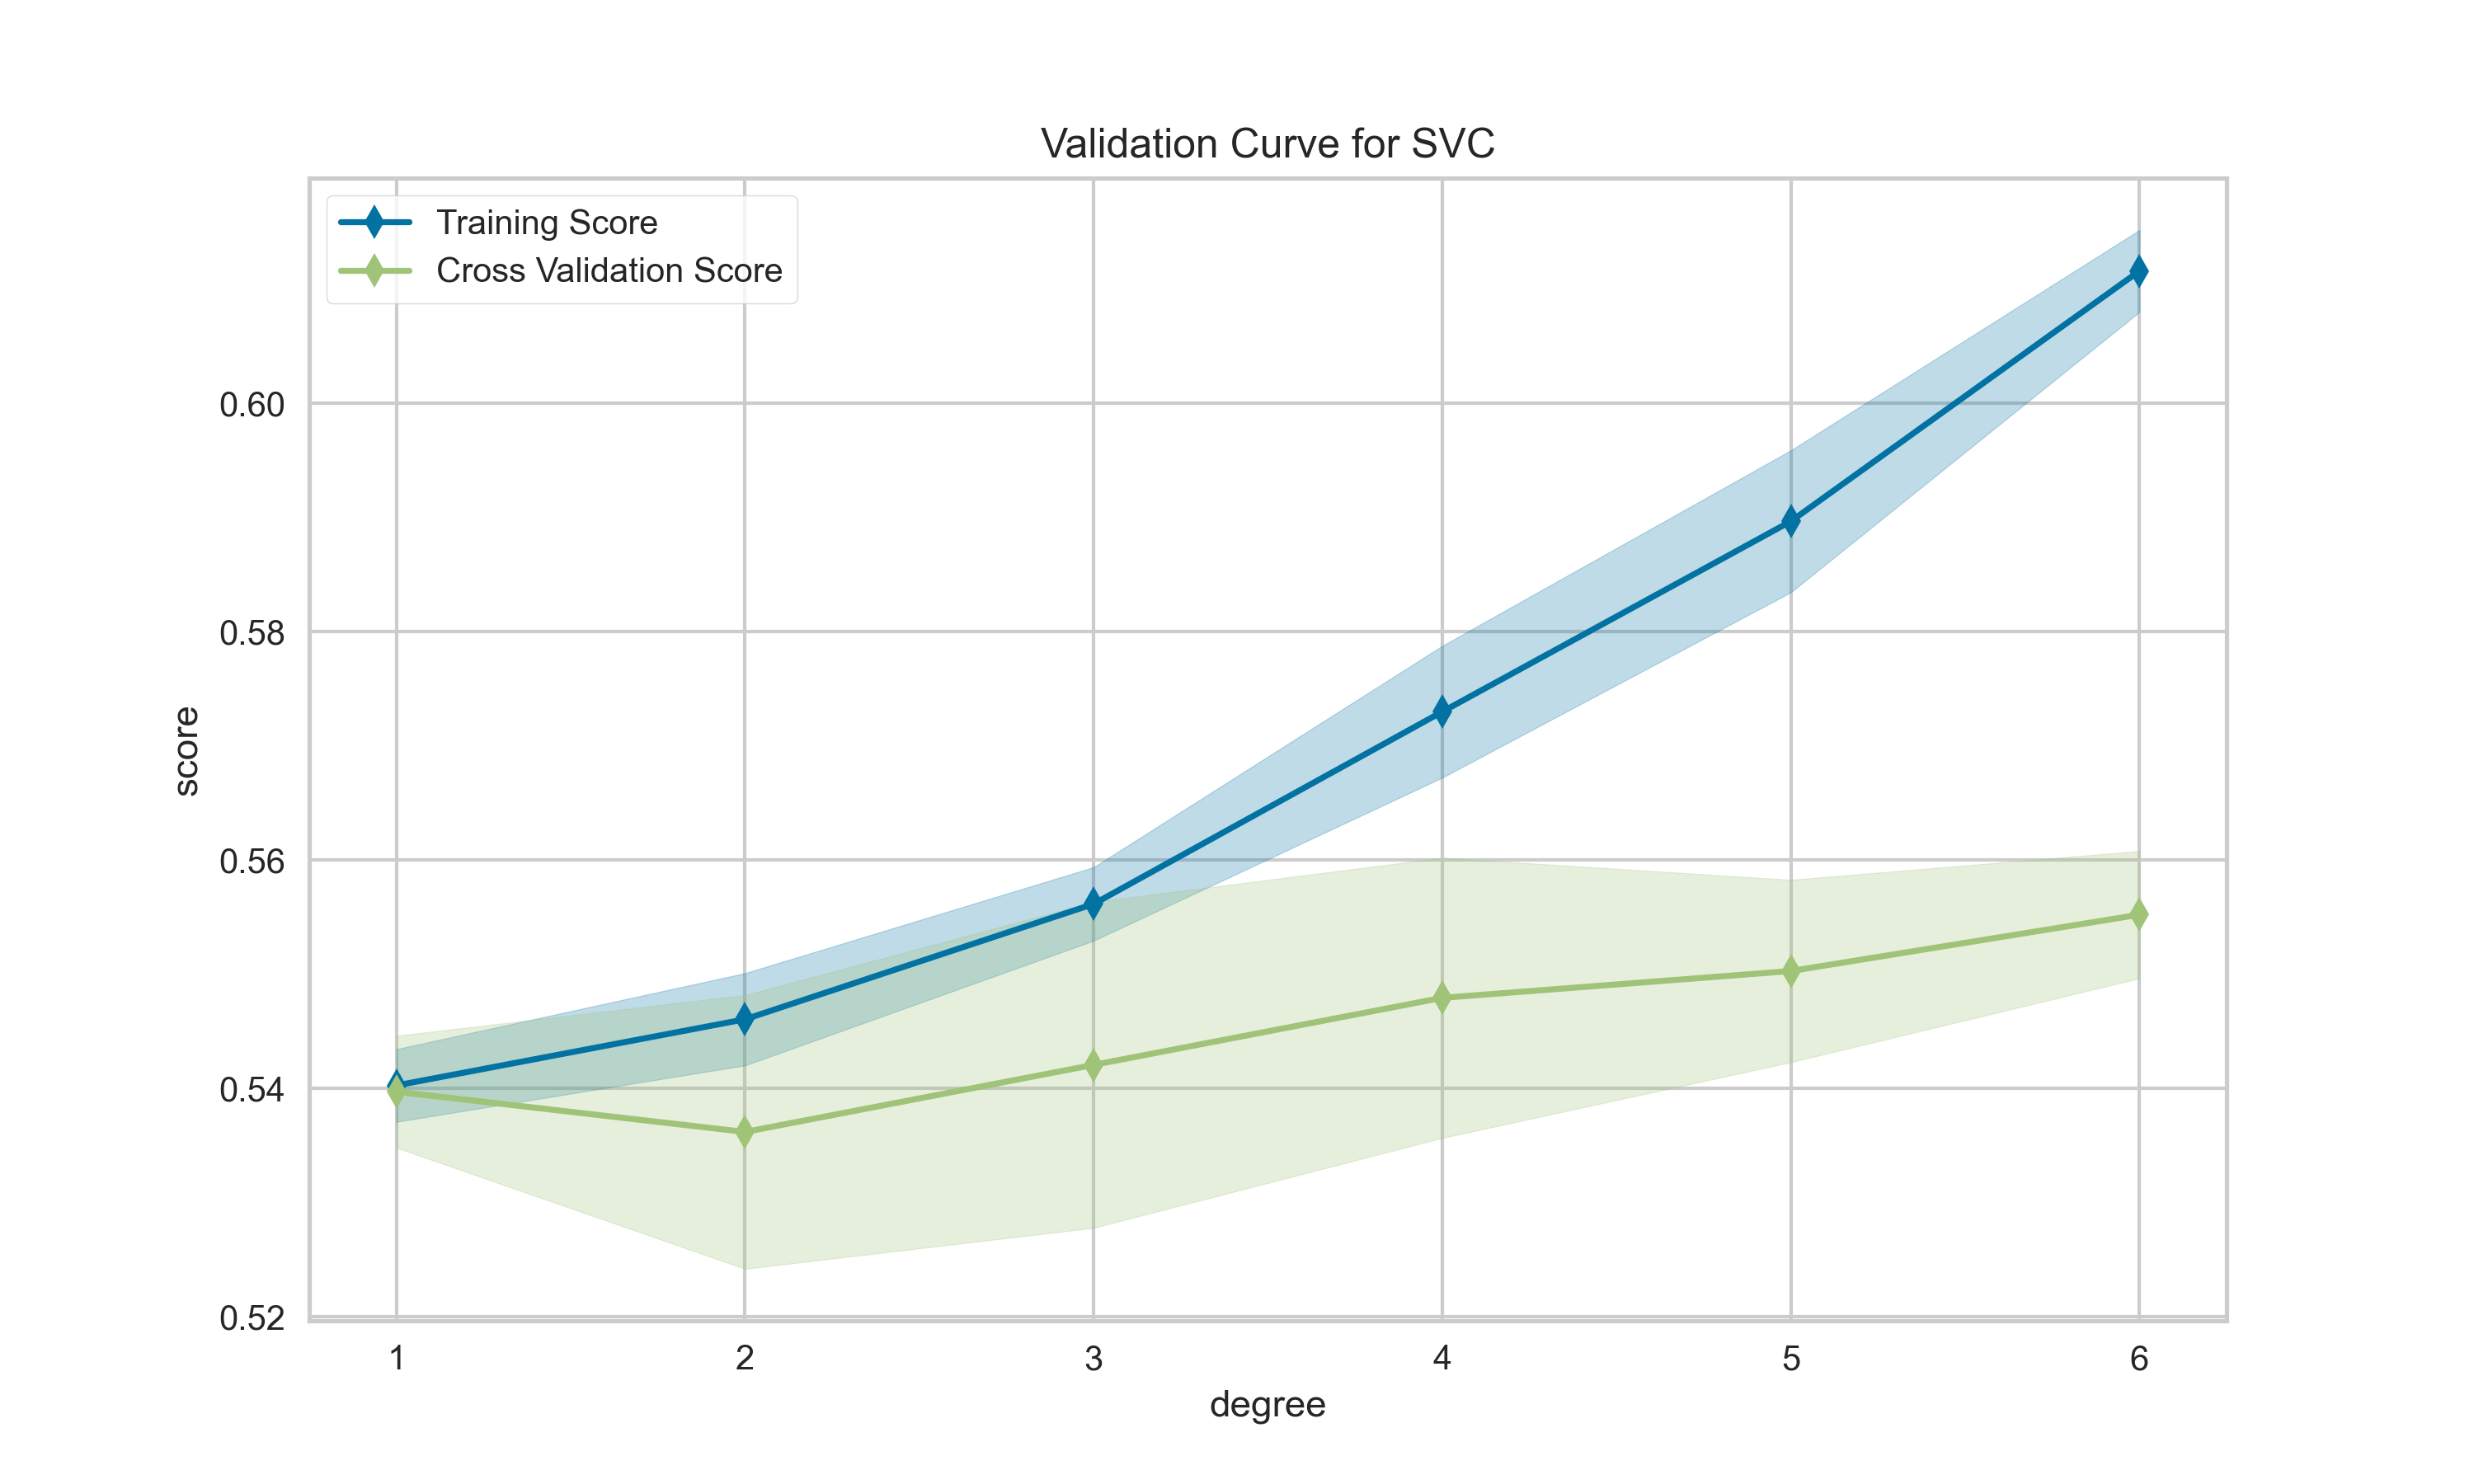 Validation Curve for SVC
Training Score
Cross Validation Score
0.60
0.58
0.56
0.54
0.52
score
1 2 3 4 5 6
degree